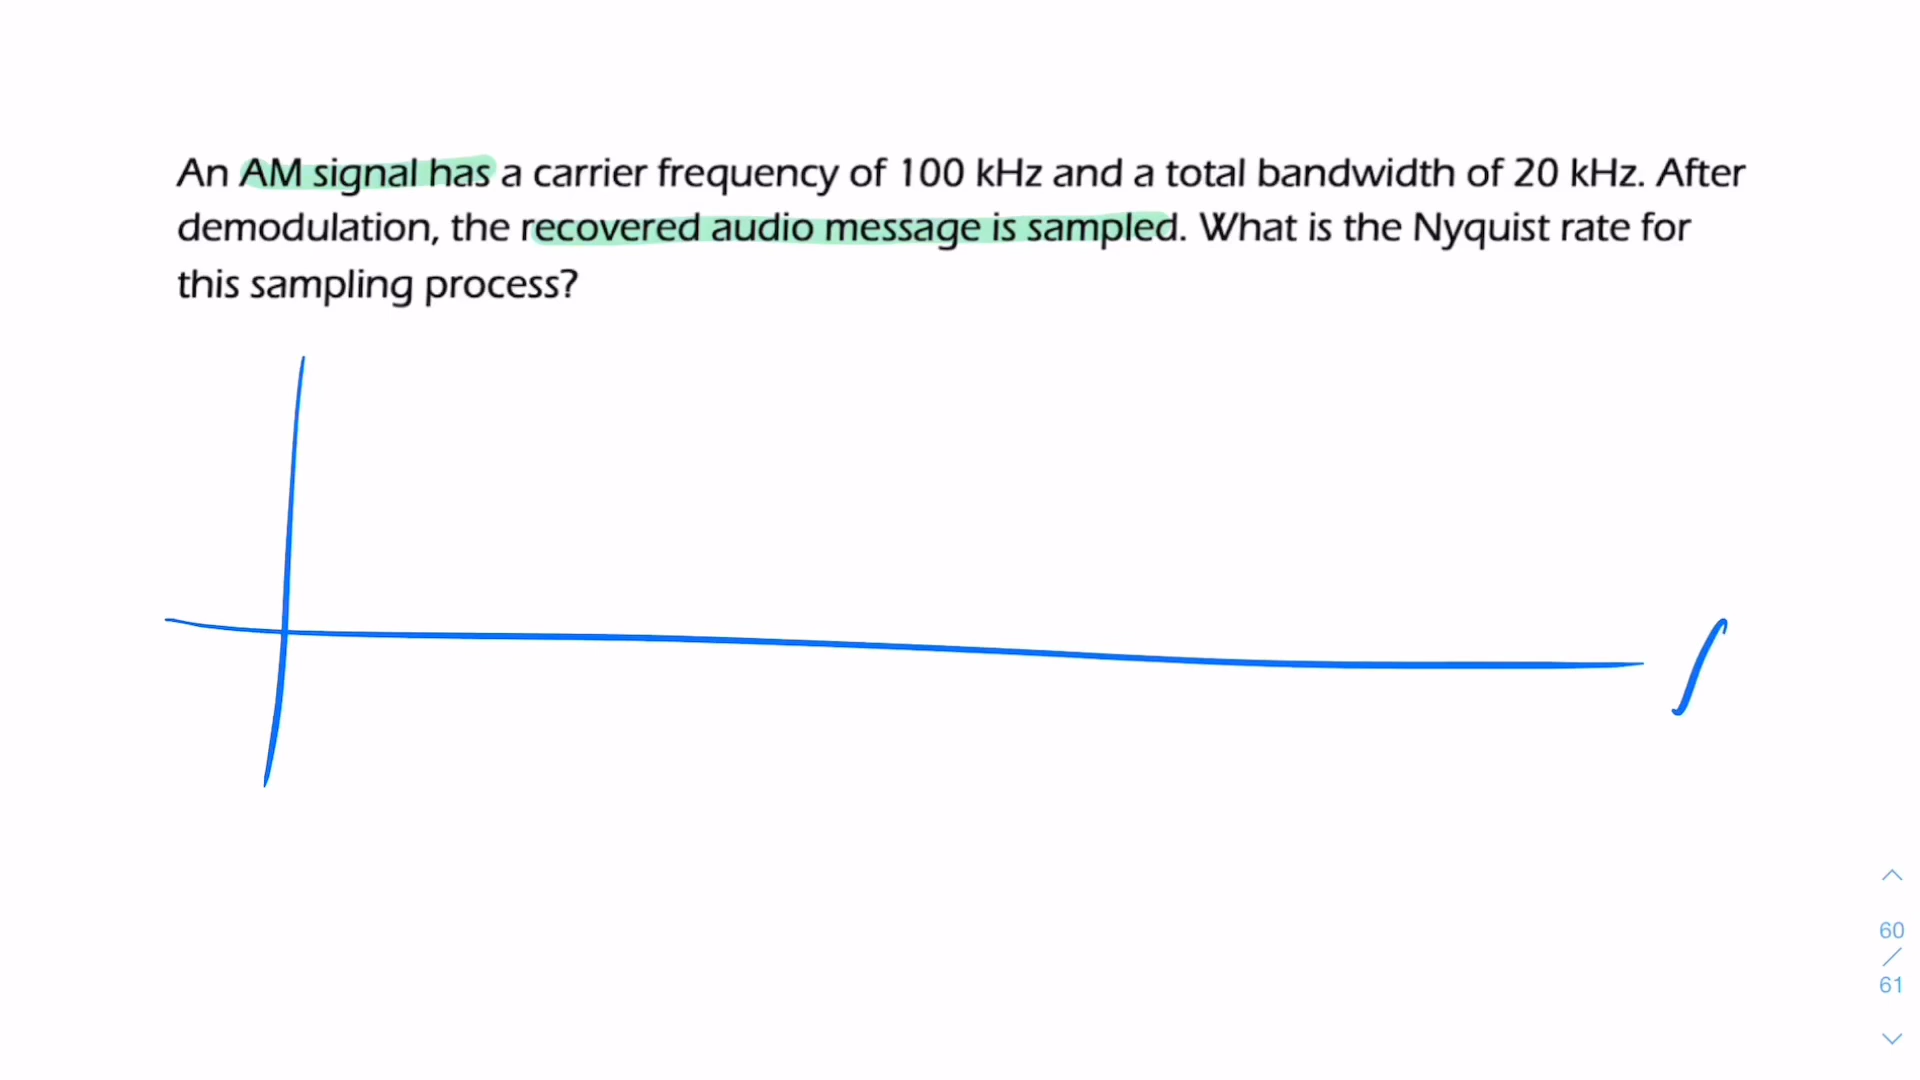 An AM signal has a carrier frequency of 100 kHz and a total bandwidth of 20 kHz. After
demodulation, the recovered audio message is sampled. What is the Nyquist rate for
this sampling process?
60
/
61